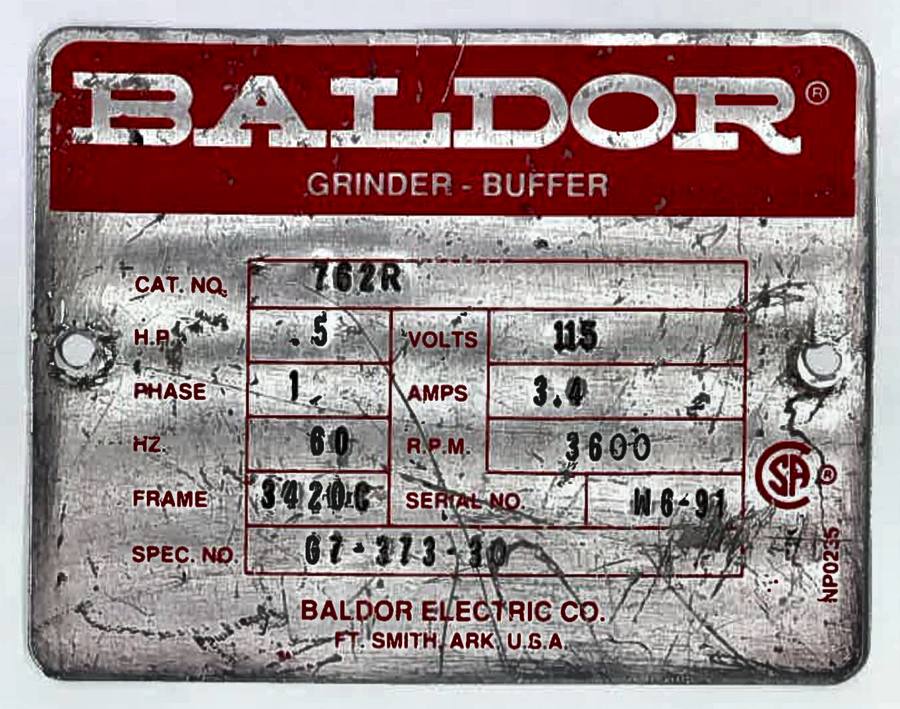 BALDOR®
GRINDER - BUFFER
CAT. NO. 762R
H.P. .5 VOLTS 115
PHASE 1 AMPS 3.4
HZ. 60 R.P.M. 3600
FRAME 3420C SERIAL NO. W6-91
SPEC. NO. 07-373-30
SA ®
NP0235
BALDOR ELECTRIC CO.
FT. SMITH, ARK. U.S.A.